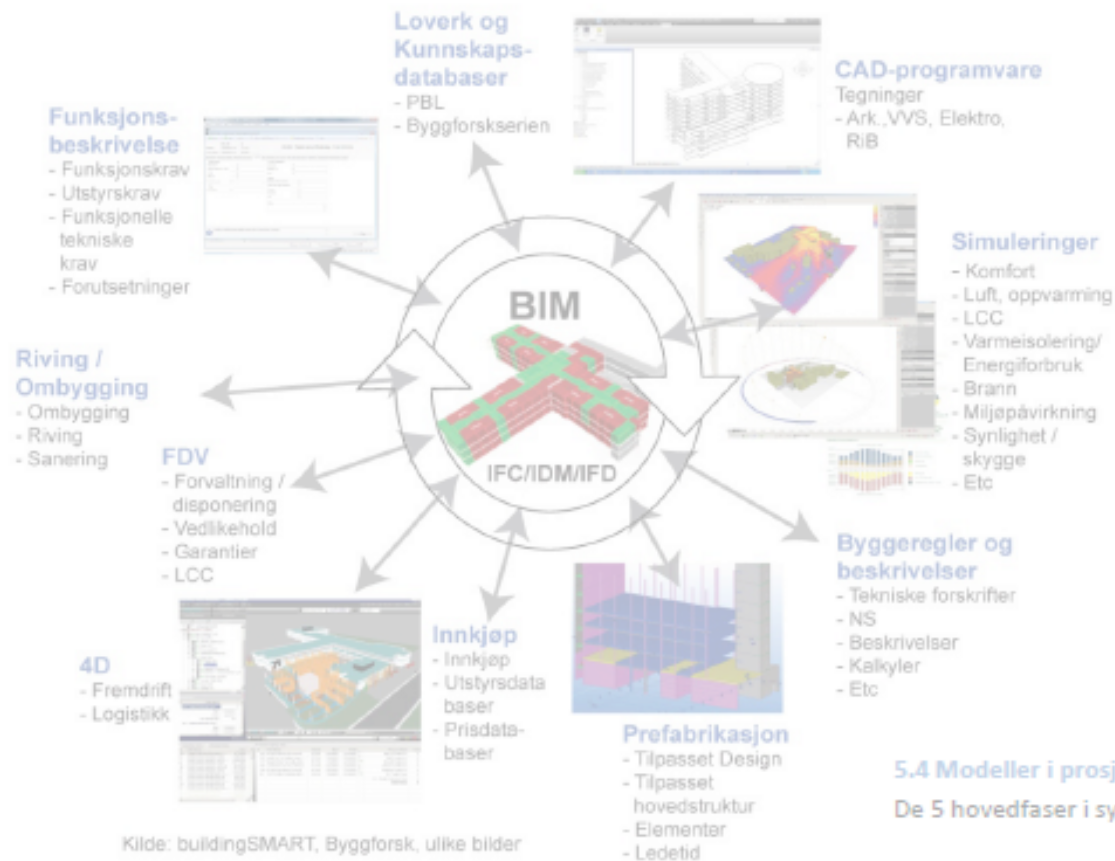 Loverk og
Kunnskaps-
databaser
- PBL
- Byggforskserien
CAD-programvare
Tegninger
- Ark.,VVS, Elektro,
RiB
Funksjons-
beskrivelse
- Funksjonskrav
- Utstyrskrav
- Funksjonelle
tekniske
krav
- Forutsetninger
Simuleringer
- Komfort
- Luft, oppvarming
- LCC
- Varmeisolering/
Energiforbruk
- Brann
- Miljøpåvirkning
- Synlighet /
skygge
- Etc
BIM
IFC/IDM/IFD
Riving /
Ombygging
- Ombygging
- Riving
- Sanering
FDV
- Forvaltning /
disponering
- Vedlikehold
- Garantier
- LCC
Byggeregler og
beskrivelser
- Tekniske forskrifter
- NS
- Beskrivelser
- Kalkyler
- Etc
4D
- Fremdrift
- Logistikk
Innkjøp
- Innkjøp
- Utstyrsdata
baser
- Prisdata-
baser
Prefabrikasjon
- Tilpasset Design
- Tilpasset
hovedstruktur
- Elementer
- Ledetid
5.4 Modeller i prosj
De 5 hovedfaser i sy
Kilde: buildingSMART, Byggforsk, ulike bilder